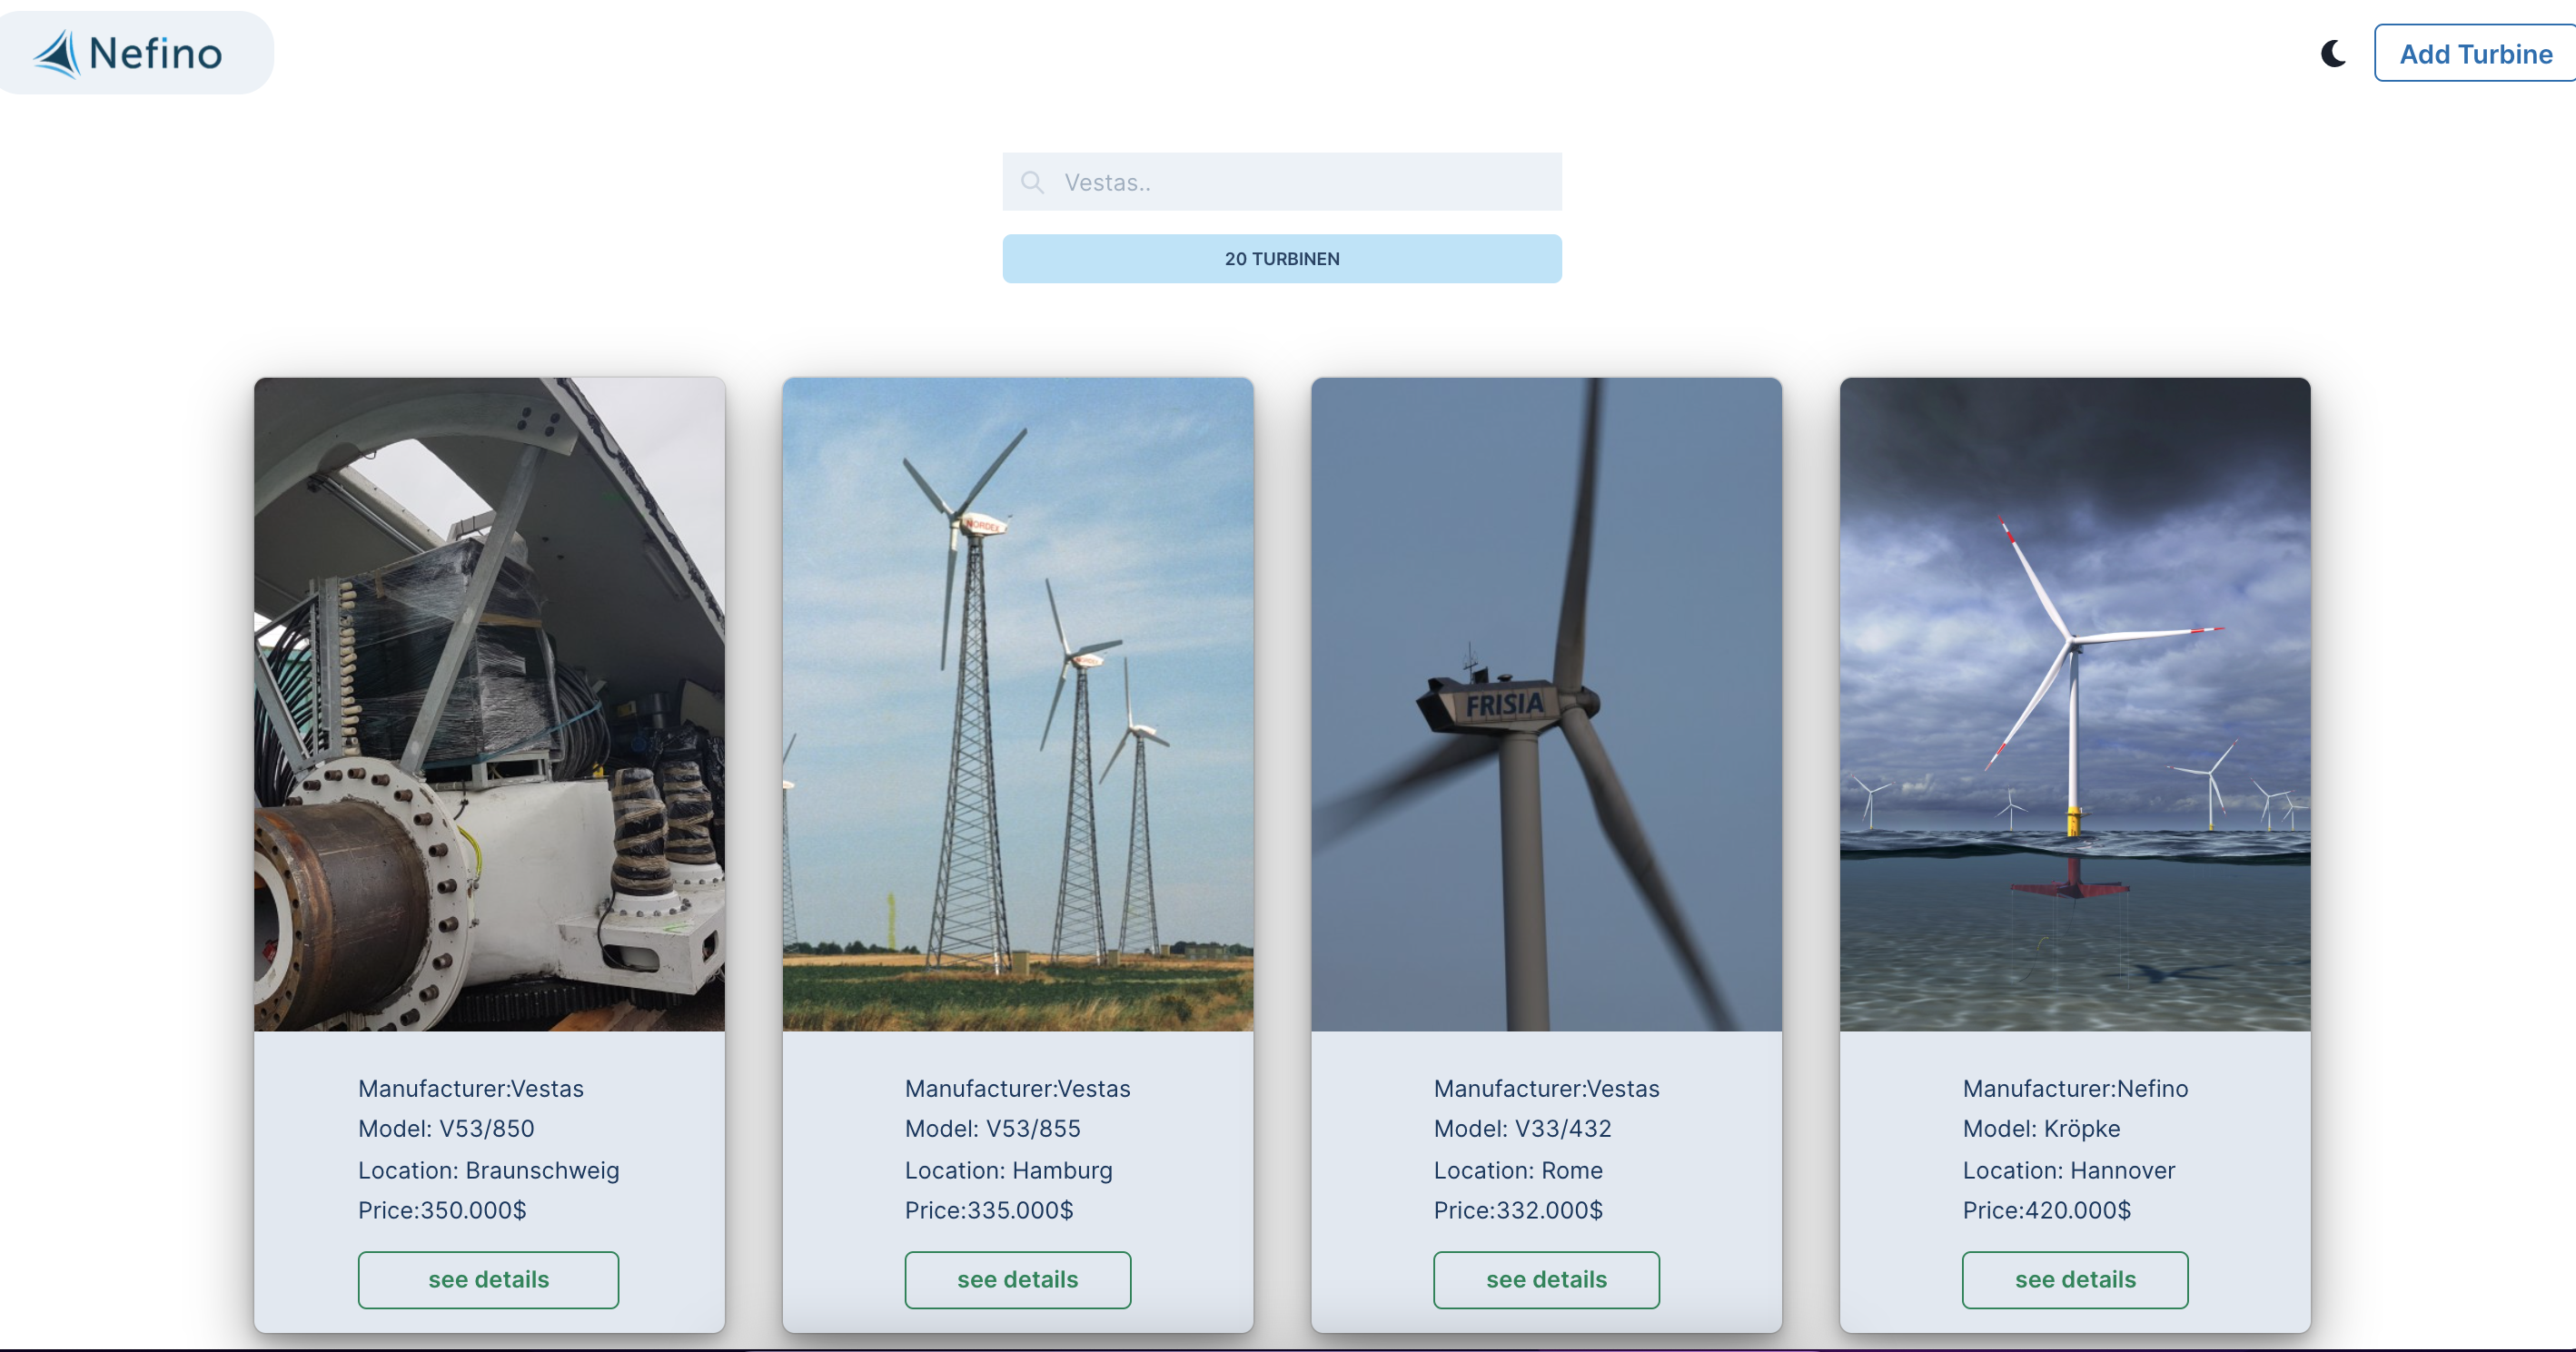 Nefino
Add Turbine
Vestas..
20 TURBINEN
NORDEX
NORDEX
FRISIA
Manufacturer:Vestas
Model: V53/850
Location: Braunschweig
Price:350.000$
see details
Manufacturer:Vestas
Model: V53/855
Location: Hamburg
Price:335.000$
see details
Manufacturer:Vestas
Model: V33/432
Location: Rome
Price:332.000$
see details
Manufacturer:Nefino
Model: Kröpke
Location: Hannover
Price:420.000$
see details